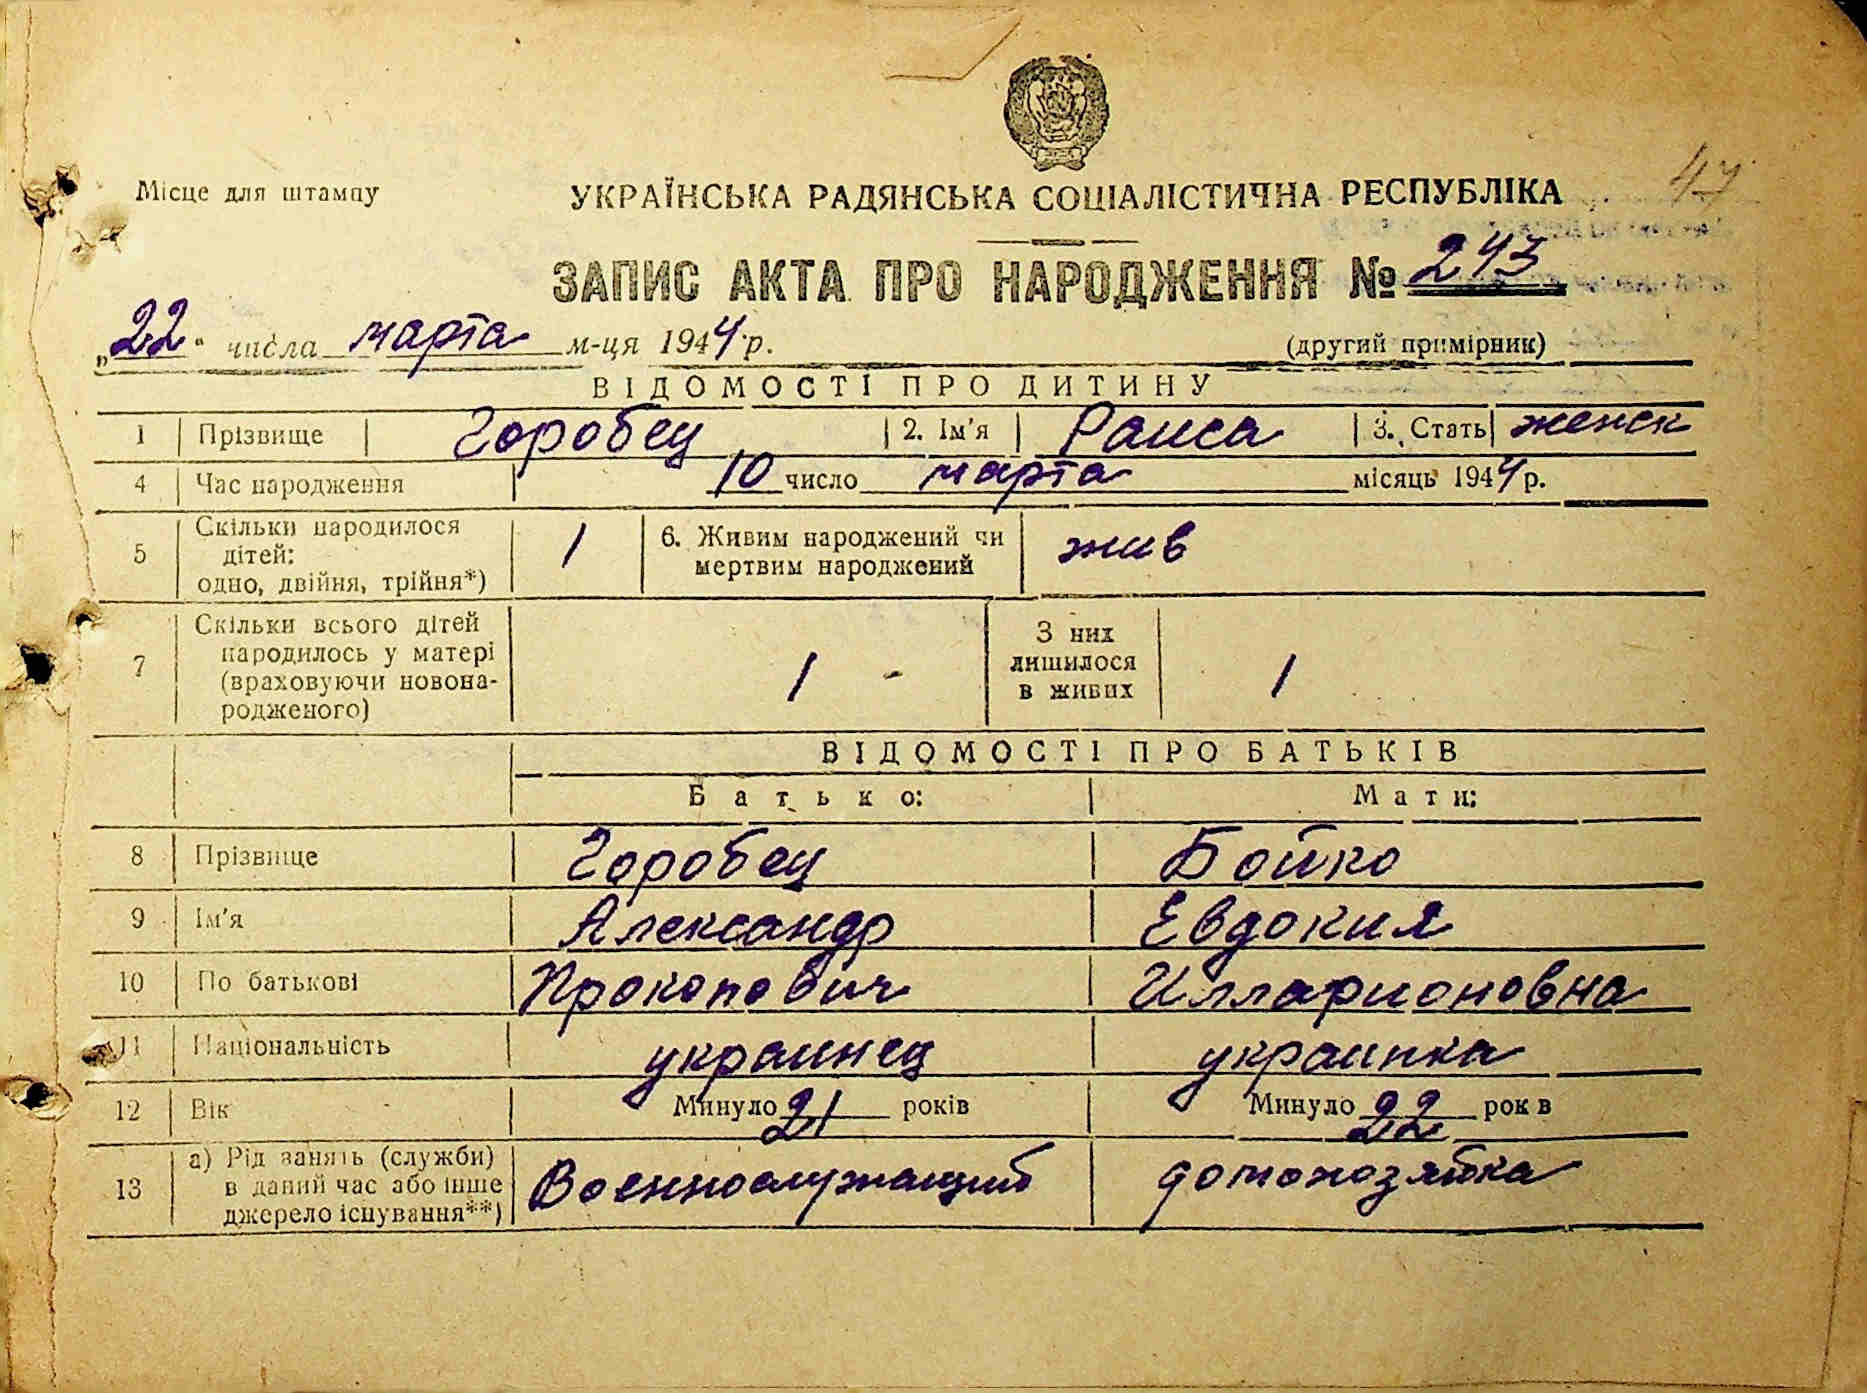 47
Місце для штампу
УКРАЇНСЬКА РАДЯНСЬКА СОЦІАЛІСТИЧНА РЕСПУБЛІКА
ЗАПИС АКТА ПРО НАРОДЖЕННЯ № 243
„22" числа марта м-ця 1944 р.
(другий примірник)
ВІДОМОСТІ ПРО ДИТИНУ
1 Прізвище Горобец 2. Ім'я Раиса 3. Стать женск
4 Час народження 10 число марта місяць 1944 р.
5 Скільки народилося дітей: одно, двійня, трійня*) 1 6. Живим народжений чи мертвим народжений жив
7 Скільки всього дітей народилось у матері (враховуючи новонародженого) 1 - З них лишилося в живих 1
ВІДОМОСТІ ПРО БАТЬКІВ
Батько: Мати:
8 Прізвище Горобец Бойко
9 Ім'я Александр Евдокия
10 По батькові Прокопович Илларионовна
11 Національність украинец украинка
12 Вік Минуло 21 років Минуло 22 рок в
13 а) Рід занять (служби) в даний час або інше джерело існування**) Военнослужащий домохозяйка